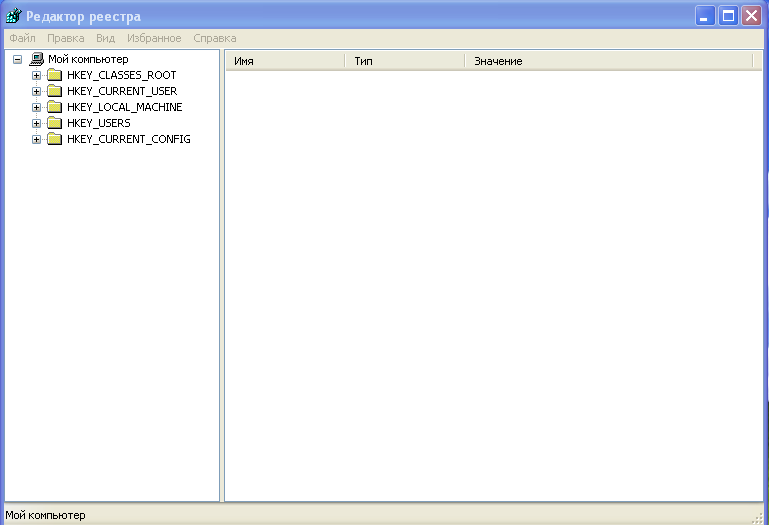 Редактор реестра
Файл Правка Вид Избранное Справка
Мой компьютер
HKEY_CLASSES_ROOT
HKEY_CURRENT_USER
HKEY_LOCAL_MACHINE
HKEY_USERS
HKEY_CURRENT_CONFIG
Имя Тип Значение
Мой компьютер